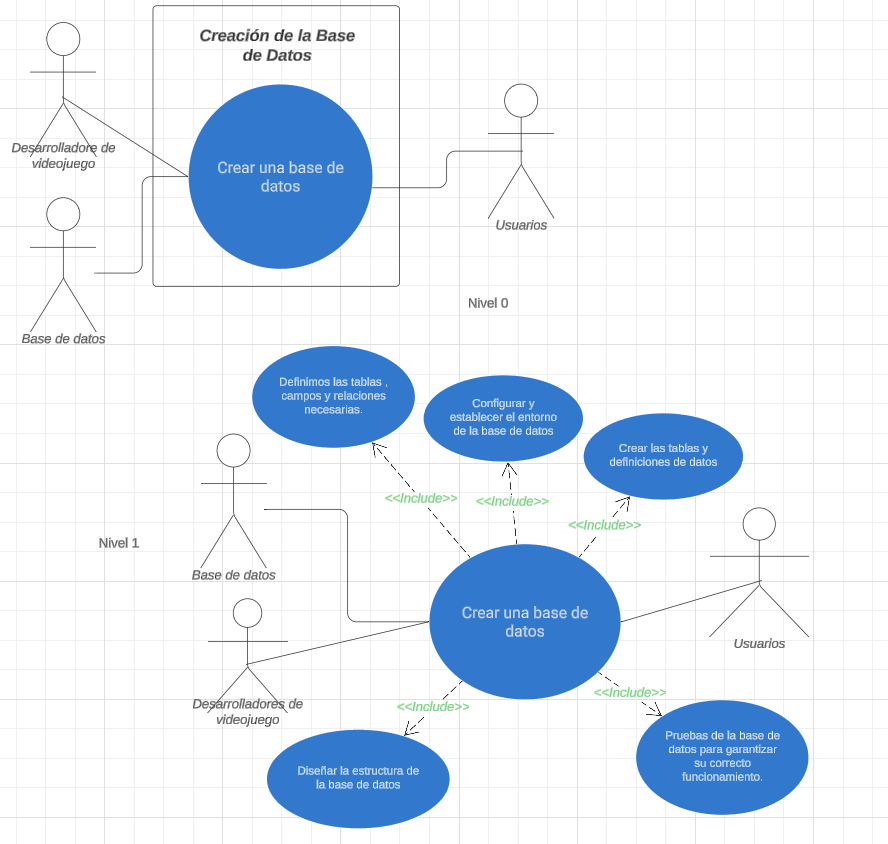 Creación de la Base
de Datos
Desarrolladore de
videojuego
Crear una base de
datos
Usuarios
Base de datos
Nivel 0
Definimos las tablas ,
campos y relaciones
necesarias.
Configurar y
establecer el entorno
de la base de datos
Crear las tablas y
definiciones de datos
<<Include>>
<<Include>>
<<Include>>
Nivel 1
Base de datos
Crear una base de
datos
Usuarios
Desarrolladores de
videojuego
<<Include>>
<<Include>>
Diseñar la estructura de
la base de datos
Pruebas de la base de
datos para garantizar
su correcto
funcionamiento.